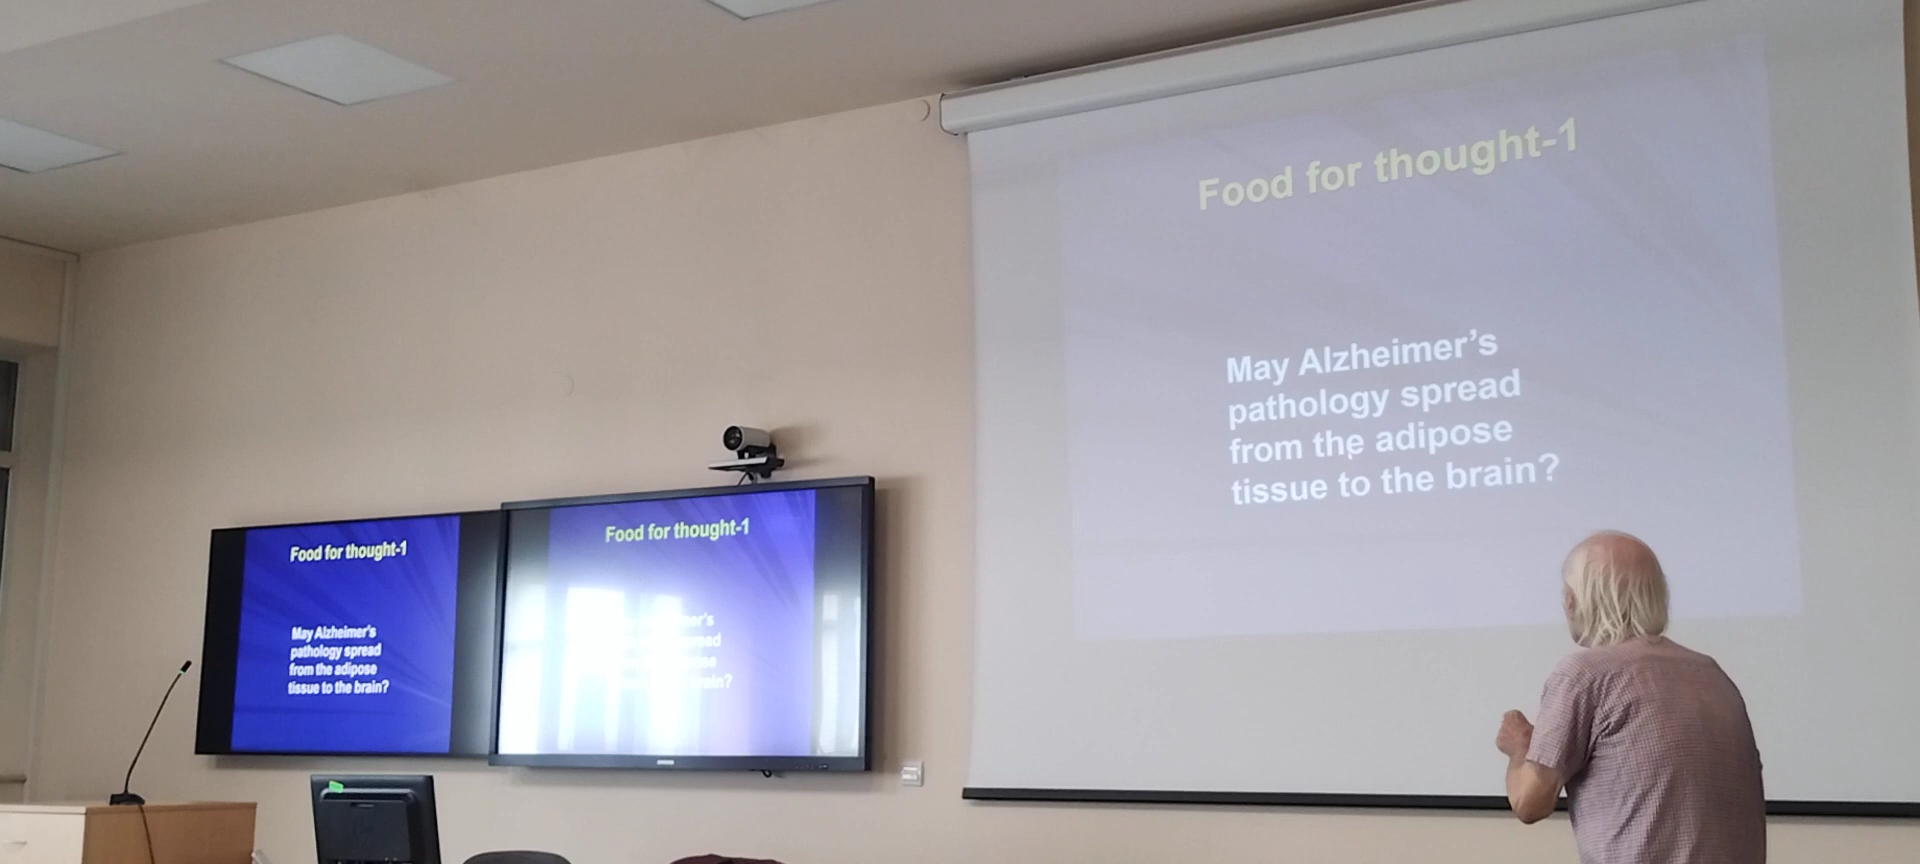 Food for thought-1
May Alzheimer's
pathology spread
from the adipose
tissue to the brain?
Food for thought-1
May Alzheimer's
pathology spread
from the adipose
tissue to the brain?
Food for thought-1